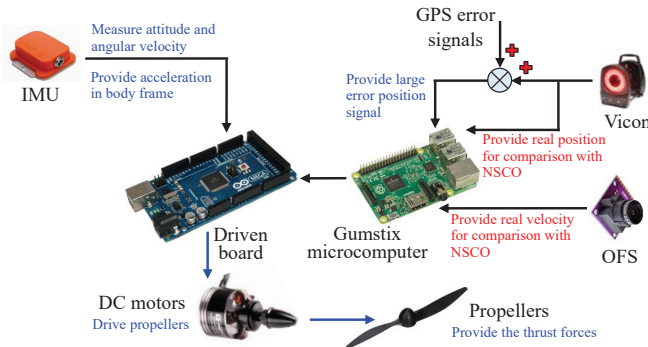 GPS error
signals
Measure attitude and
angular velocity
Provide acceleration
in body frame
IMU
Provide large
error position
signal
Vicon
Provide real position
for comparison with
NSCO
Provide real velocity
for comparison with
NSCO
OFS
MEGA
Driven
board
Gumstix
microcomputer
DC motors
Drive propellers
Propellers
Provide the thrust forces